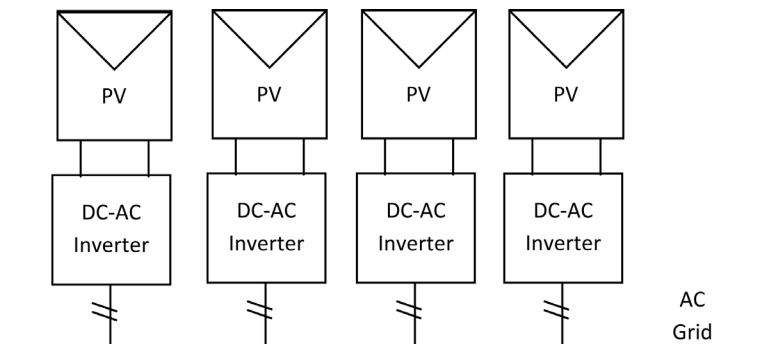 PV
PV
PV
PV
DC-AC
Inverter
DC-AC
Inverter
DC-AC
Inverter
DC-AC
Inverter
AC
Grid